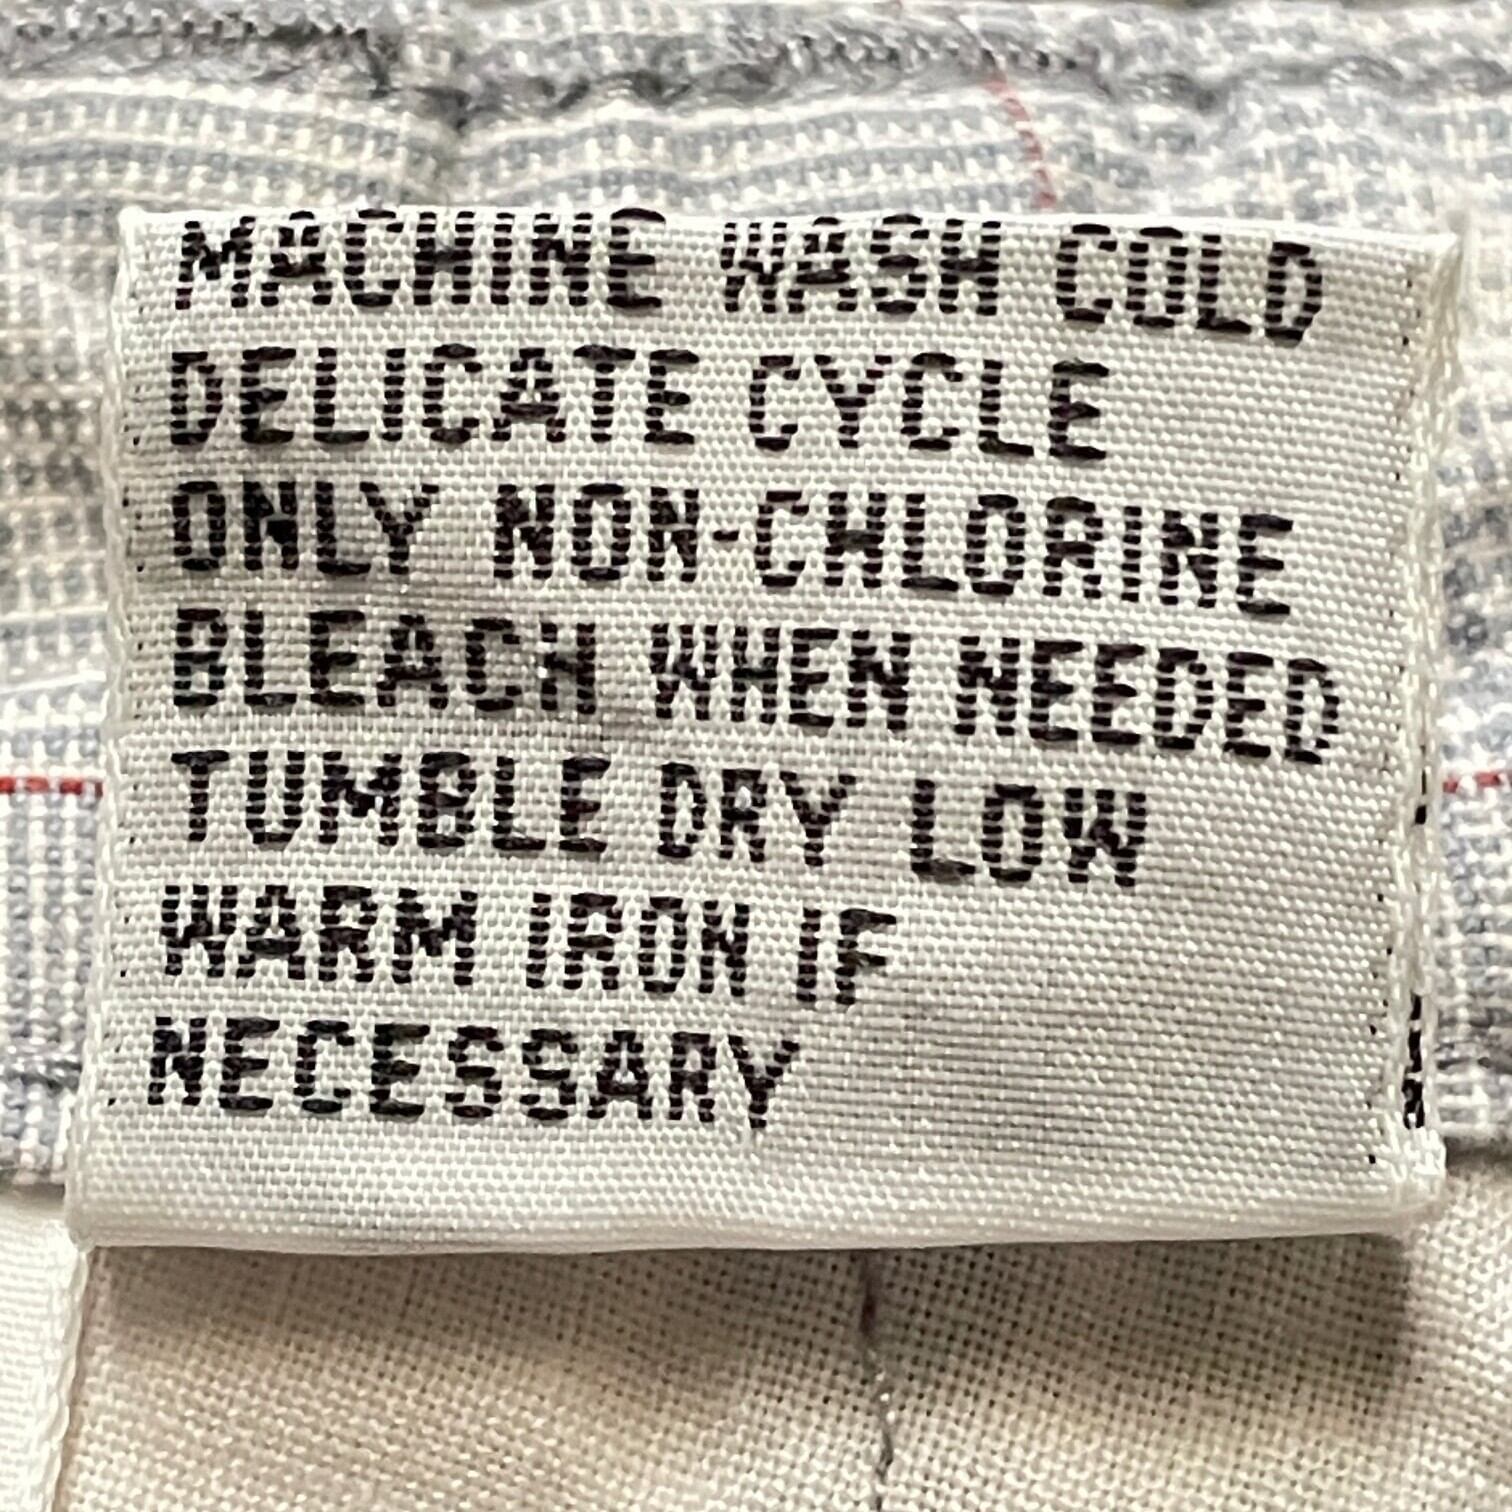 MACHINE WASH COLD
DELICATE CYCLE
ONLY NON-CHLORINE
BLEACH WHEN NEEDED
TUMBLE DRY LOW
WARM IRON IF
NECESSARY